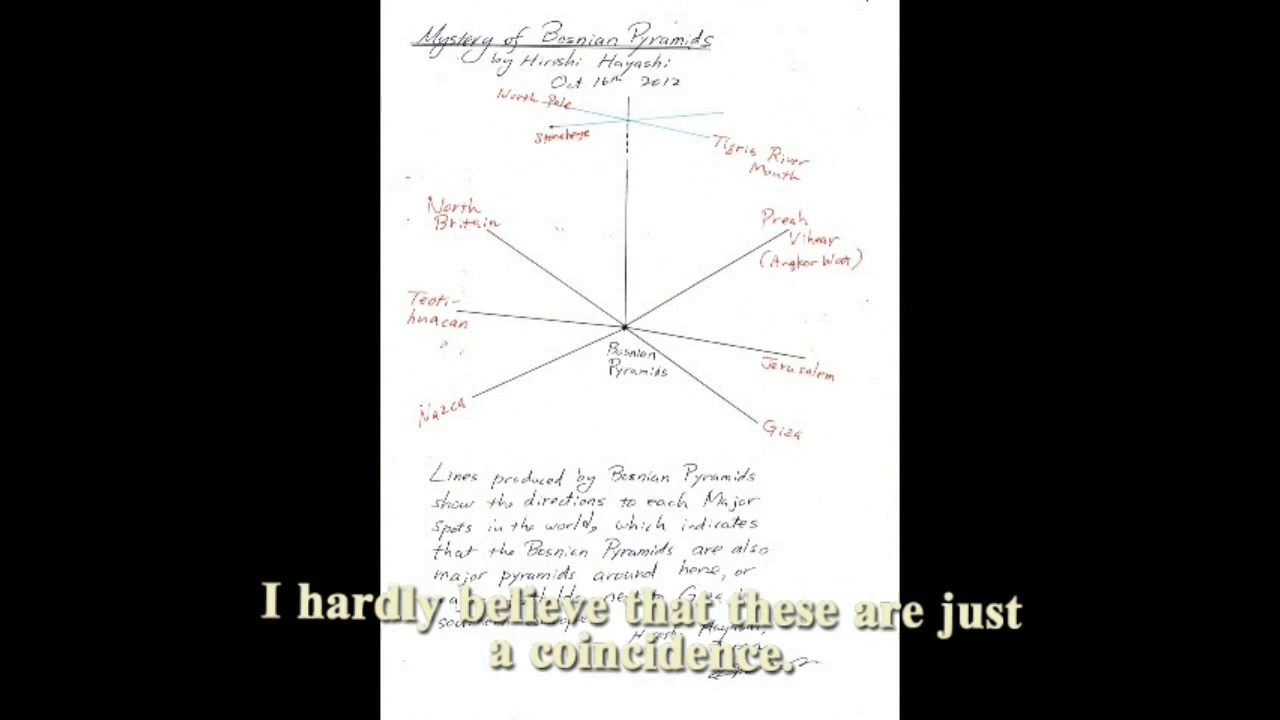 Mystery of Bosnian Pyramids
by Hiroshi Hayashi
Oct 16th 2012
North Pole
Stonehenge
Tigris River
Mouth
North
Britain
Preah
Vihear
(Angkor Wat)
Teoti-
huacan
Bosnian
Pyramids
Jerusalem
Nazca
Giza
Lines produced by Bosnian Pyramids
show the directions to each Major
spots in the world, which indicates
that the Bosnian Pyramids are also
major pyramids around here, or
Giza
Hiroshi Hayashi,
I hardly believe that these are just
a coincidence.